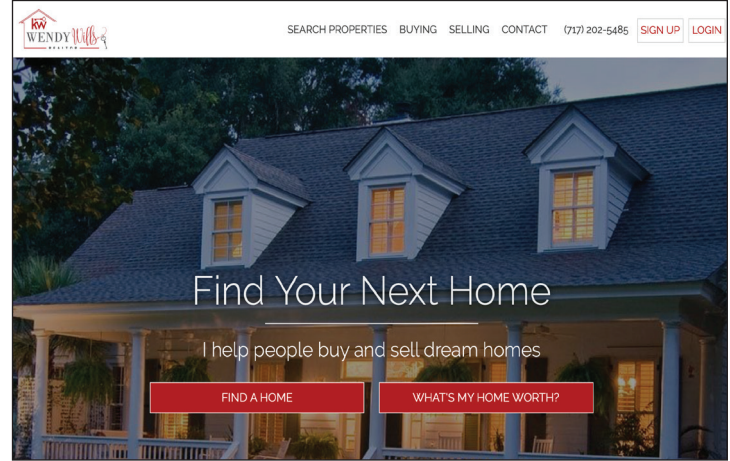 kw
WENDY Wills
REALTOR
SEARCH PROPERTIES BUYING SELLING CONTACT (717) 202-5485 SIGN UP LOGIN
Find Your Next Home
I help people buy and sell dream homes
FIND A HOME WHAT'S MY HOME WORTH?